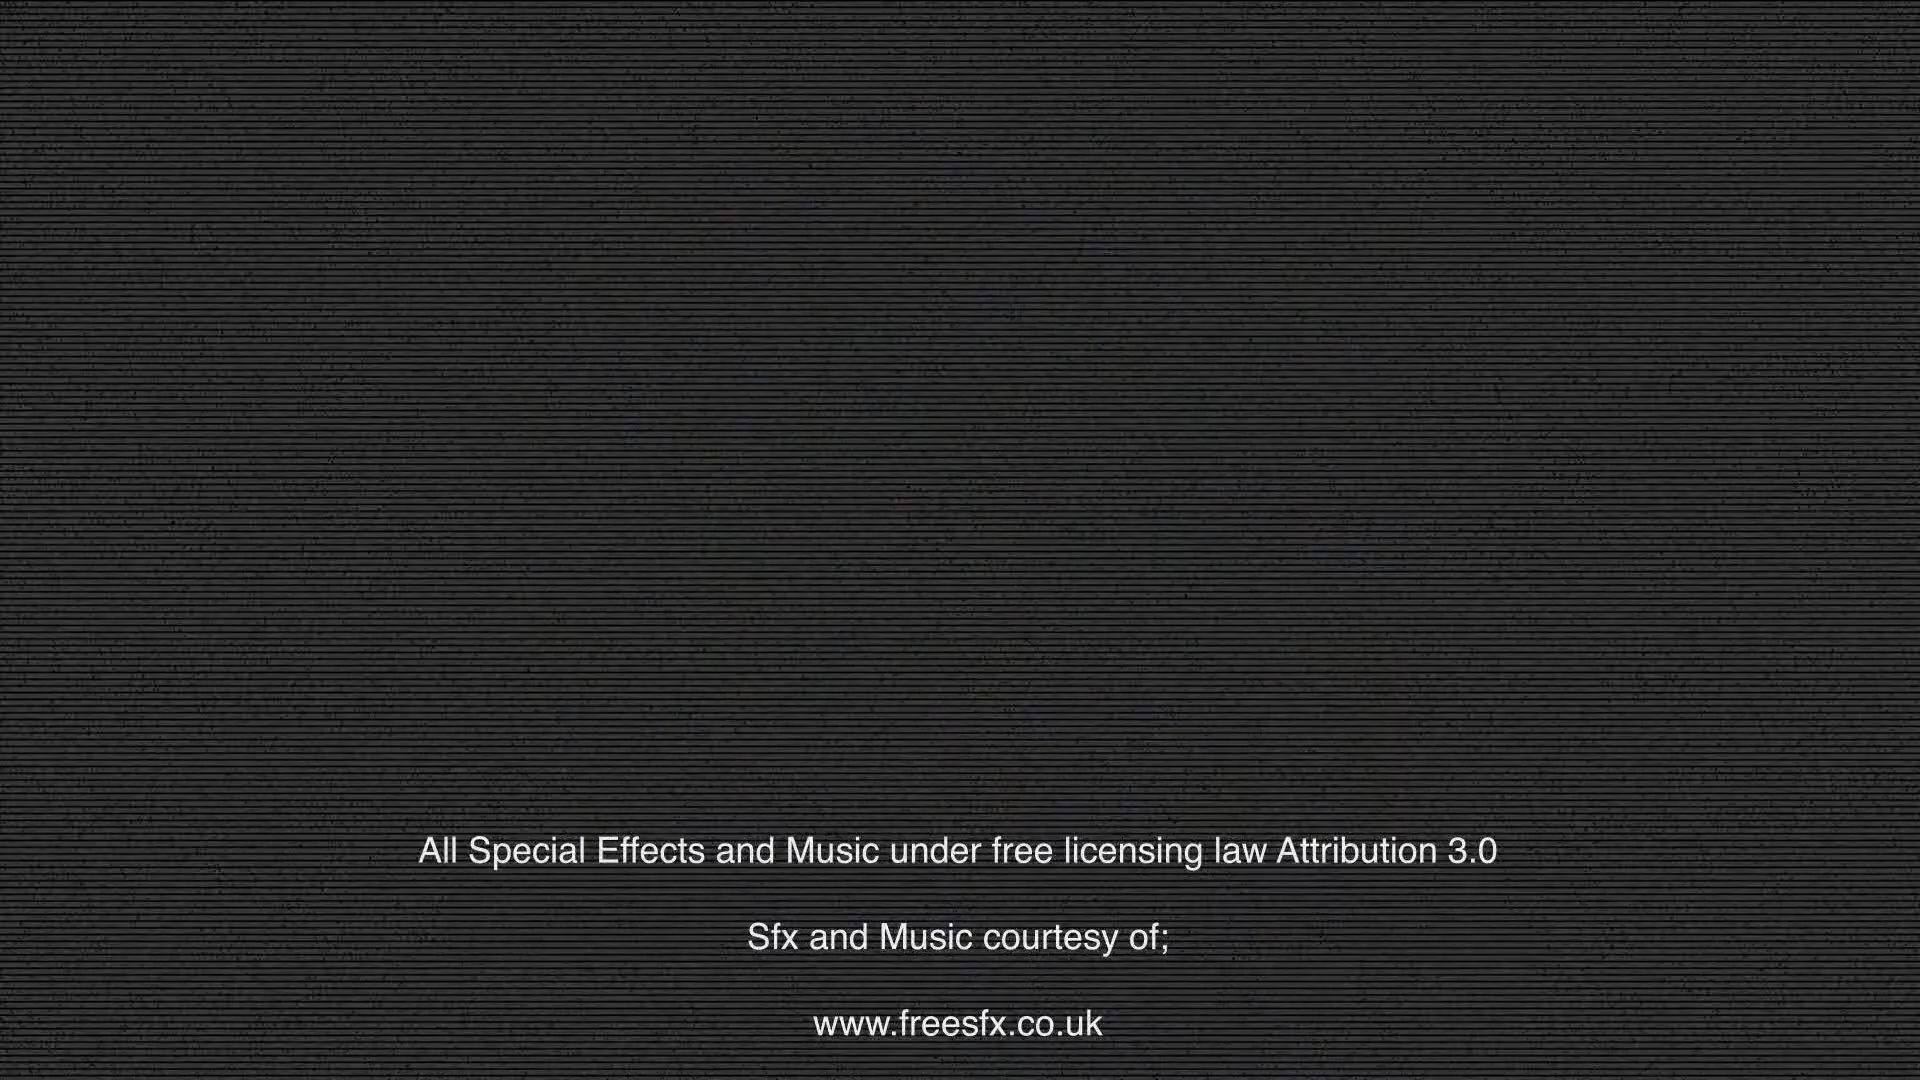 All Special Effects and Music under free licensing law Attribution 3.0
Sfx and Music courtesy of;
www.freesfx.co.uk